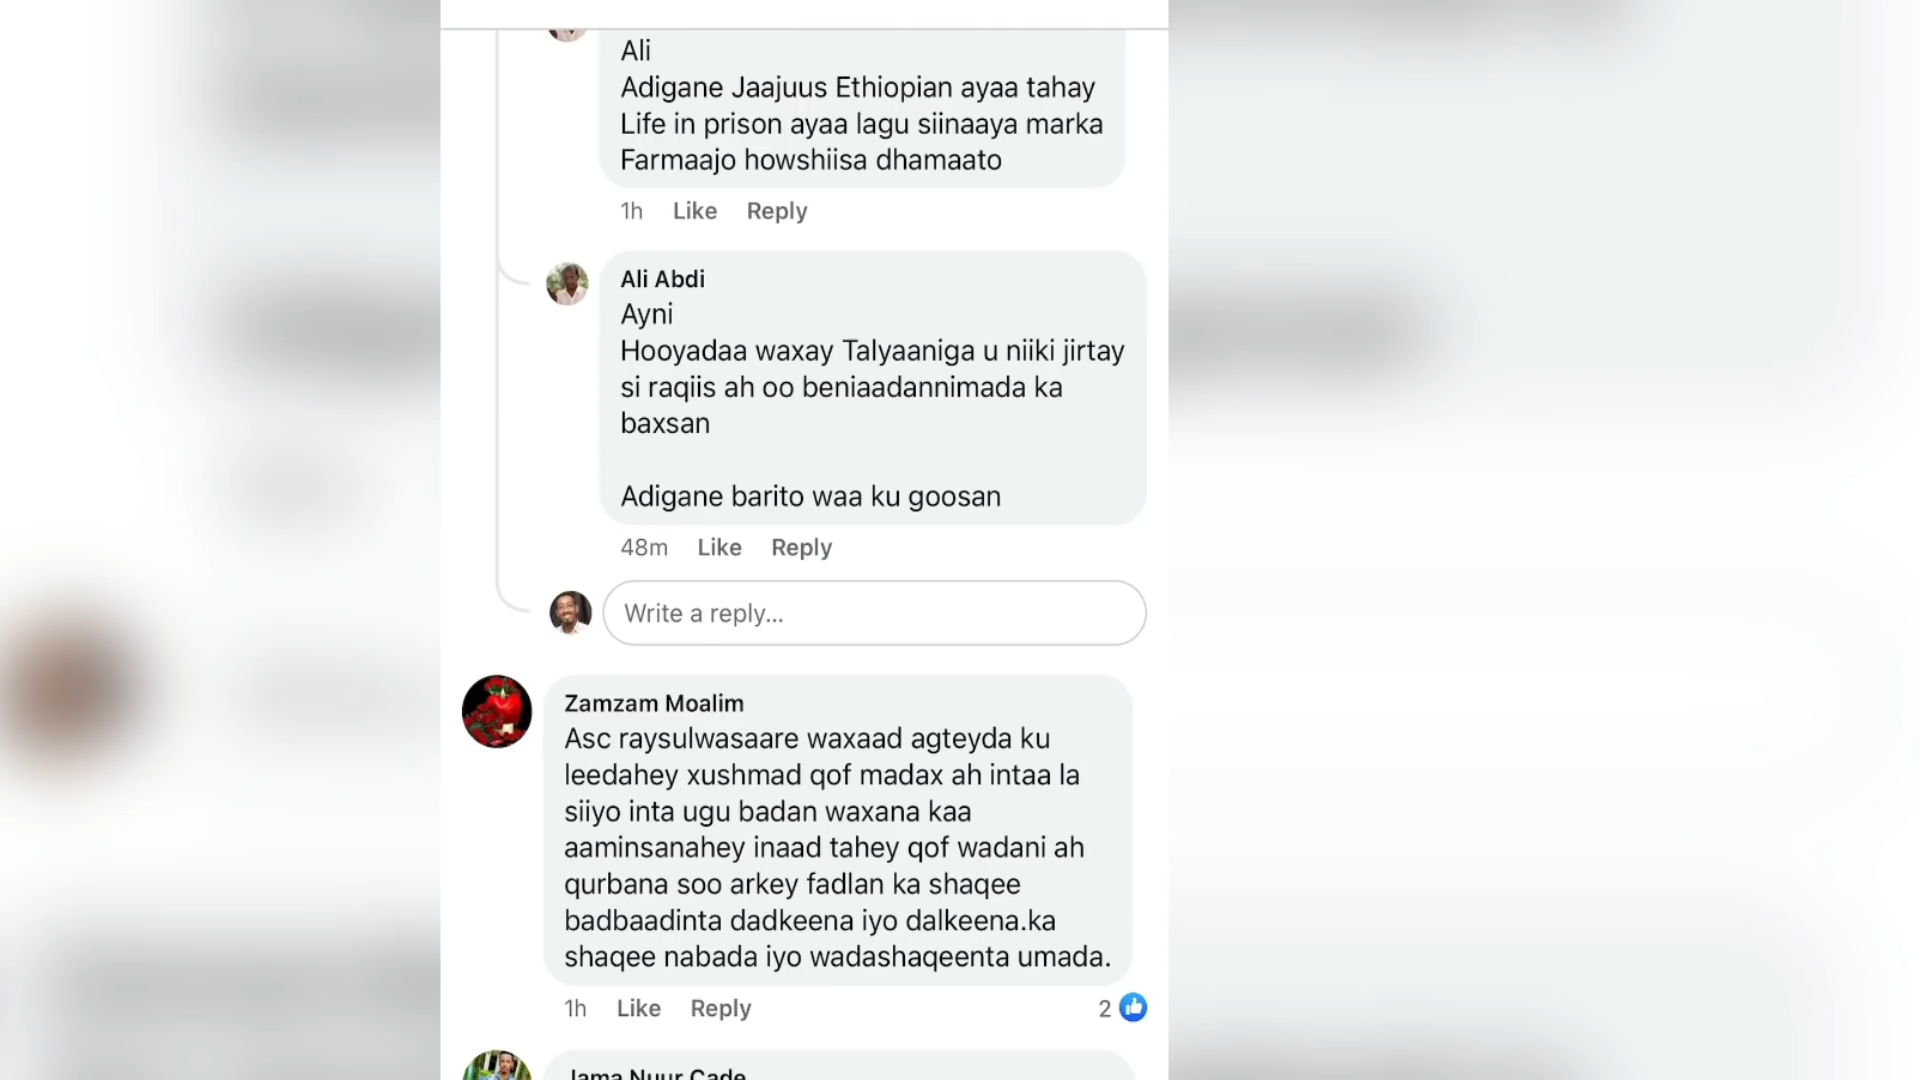 Ali
Adigane Jaajuus Ethiopian ayaa tahay
Life in prison ayaa lagu siinaaya marka
Farmaajo howshiisa dhamaato
1h Like Reply
Ali Abdi
Ayni
Hooyadaa waxay Talyaaniga u niiki jirtay
si raqiis ah oo beniaadannimada ka
baxsan
Adigane barito waa ku goosan
48m Like Reply
Write a reply...
Zamzam Moalim
Asc raysulwasaare waxaad agteyda ku
leedahey xushmad qof madax ah intaa la
siiyo inta ugu badan waxana kaa
aaminsanahey inaad tahey qof wadani ah
qurbana soo arkey fadlan ka shaqee
badbaadinta dadkeena iyo dalkeena.ka
shaqee nabada iyo wadashaqeenta umada.
1h Like Reply 2
Jama Nuur Cade